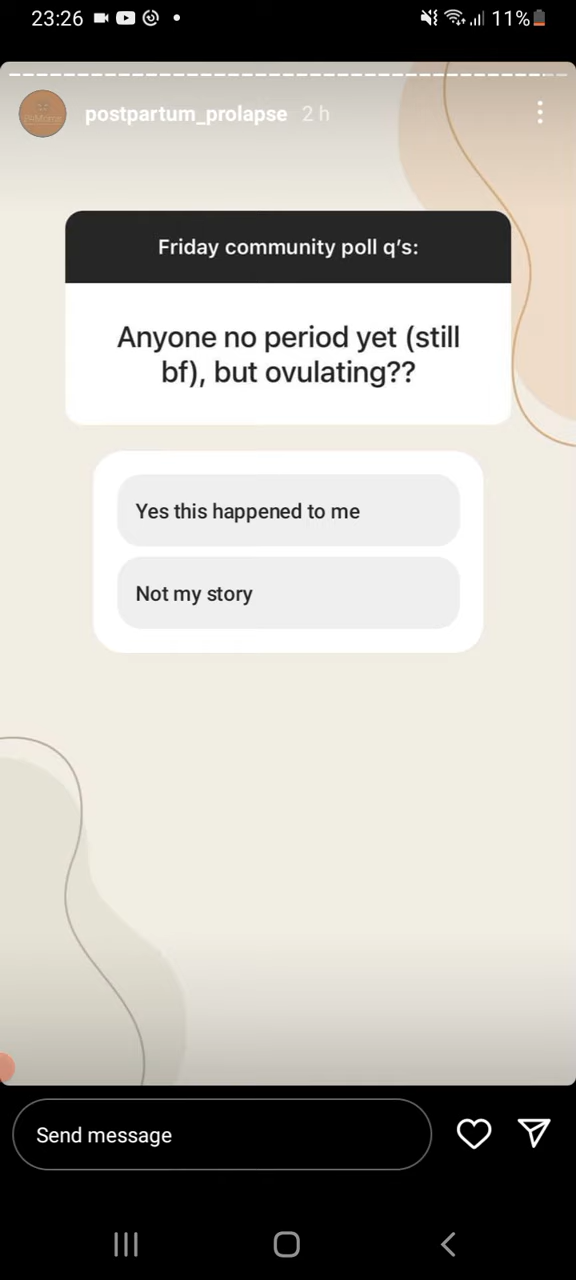 23:26
11%
postpartum_prolapse 2 h
Friday community poll q's:
Anyone no period yet (still
bf), but ovulating??
Yes this happened to me
Not my story
Send message